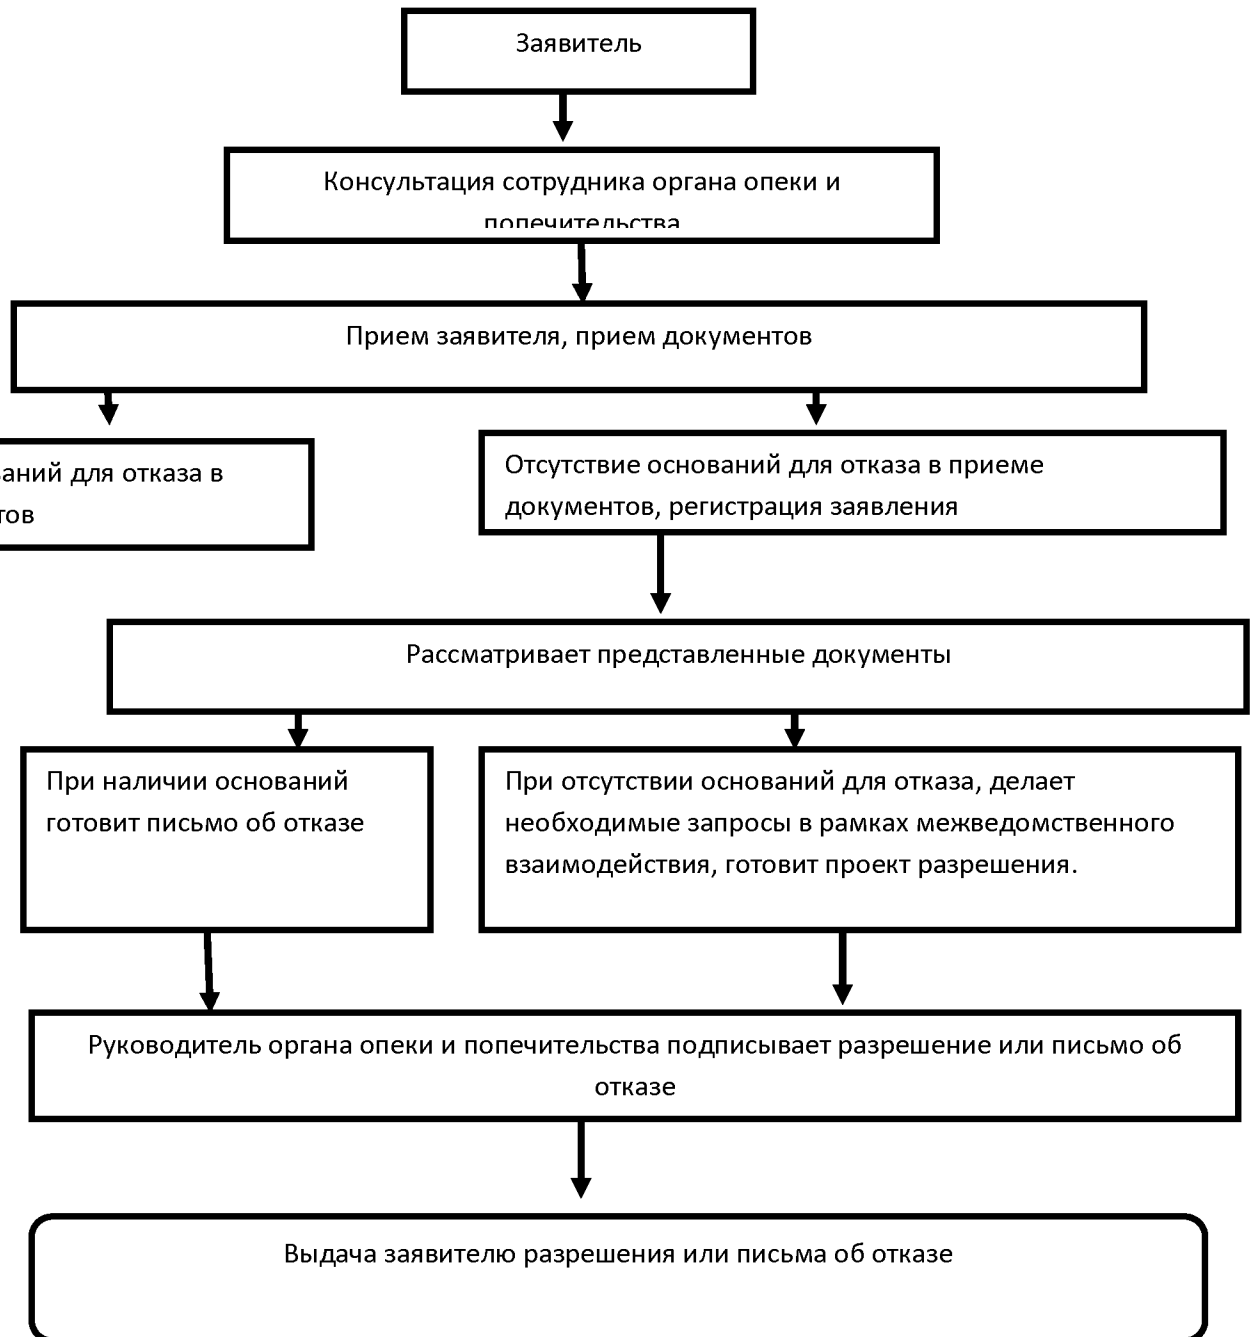 Заявитель
Консультация сотрудника органа опеки и
попечительства
Прием заявителя, прием документов
для отказа в
Отсутствие оснований для отказа в приеме
документов, регистрация заявления
Рассматривает представленные документы
При наличии оснований
готовит письмо об отказе
При отсутствии оснований для отказа, делает
необходимые запросы в рамках межведомственного
взаимодействия, готовит проект разрешения.
Руководитель органа опеки и попечительства подписывает разрешение или письмо об
отказе
Выдача заявителю разрешения или письма об отказе